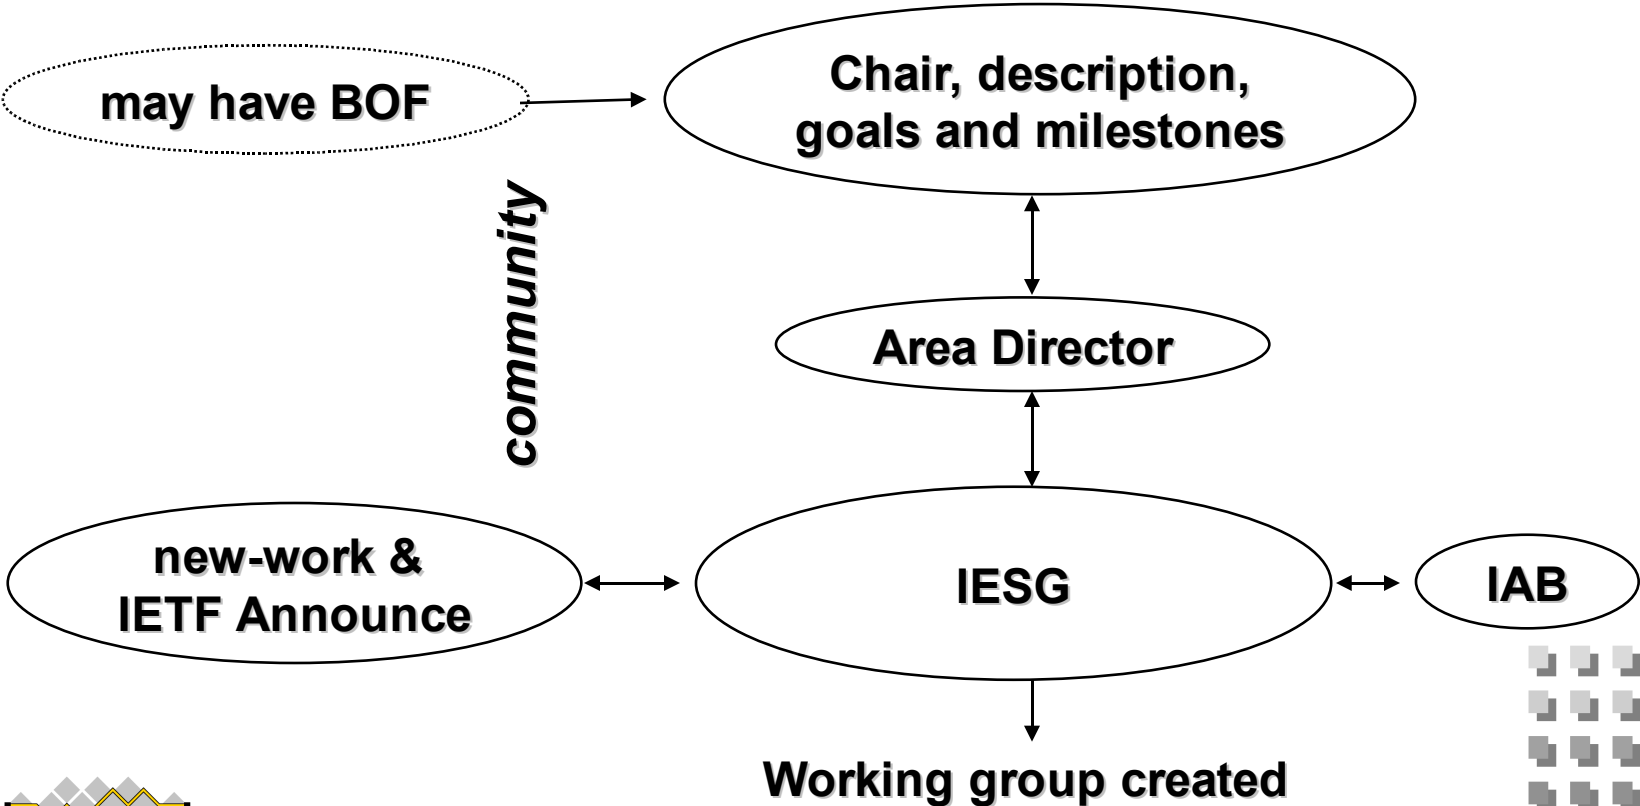 may have BOF
Chair, description,
goals and milestones
community
Area Director
new-work &
IETF Announce
IESG
IAB
Working group created